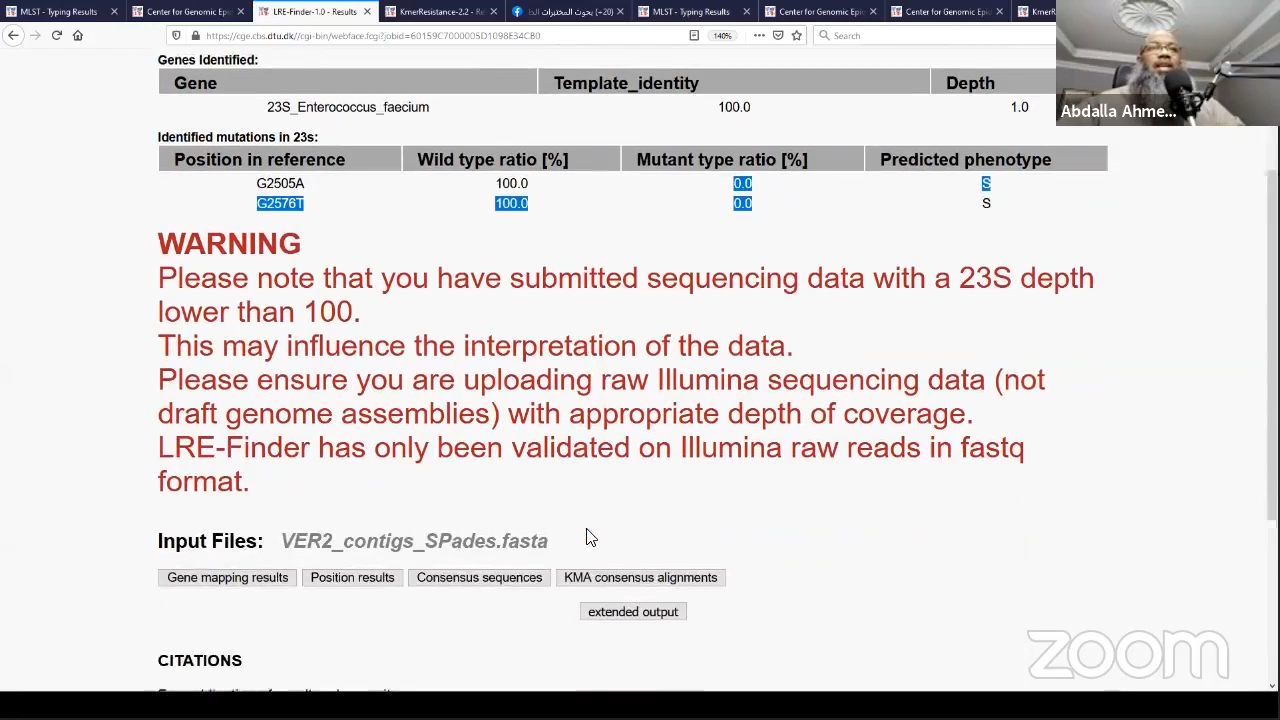 MLST - Typing Results
Center for Genomic Epi
LRE-Finder-1.0 - Results
KmerResistance-2.2 - Re
(20+) بحوث المختبرات الط
MLST - Typing Results
Center for Genomic Epi
Center for Genomic Epi
KmerR
https://cge.cbs.dtu.dk//cgi-bin/webface.fcgi?jobid=60159C7000005D1098E34CB0
140%
Search
Abdalla Ahme...
Genes Identified:
Gene Template_identity Depth
23S_Enterococcus_faecium 100.0 1.0
Identified mutations in 23s:
Position in reference Wild type ratio [%] Mutant type ratio [%] Predicted phenotype
G2505A 100.0 0.0 S
G2576T 100.0 0.0 S
WARNING
Please note that you have submitted sequencing data with a 23S depth
lower than 100.
This may influence the interpretation of the data.
Please ensure you are uploading raw Illumina sequencing data (not
draft genome assemblies) with appropriate depth of coverage.
LRE-Finder has only been validated on Illumina raw reads in fastq
format.
Input Files: VER2_contigs_SPades.fasta
Gene mapping results Position results Consensus sequences KMA consensus alignments
extended output
zoom
CITATIONS